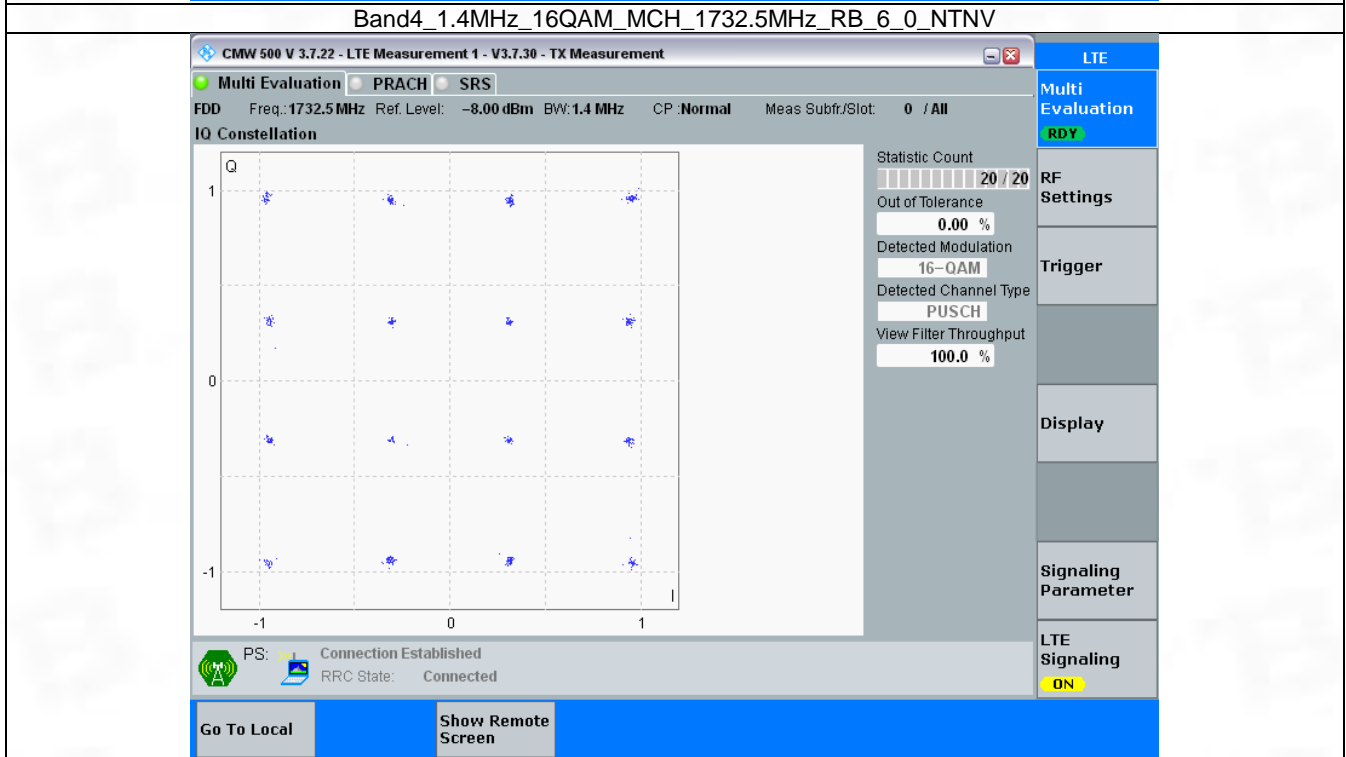 Band4_1.4MHz_16QAM_MCH_1732.5MHz_RB_6_0_NTNV
CMW 500 V 3.7.22 - LTE Measurement 1 - V3.7.30 - TX Measurement
LTE
Multi Evaluation PRACH SRS
Multi
Evaluation
RDY
FDD Freq.: 1732.5 MHz Ref. Level: −8.00 dBm BW: 1.4 MHz CP :Normal Meas Subfr./Slot: 0 / All
IQ Constellation
Q
1
0
-1
I
-1 0 1
Statistic Count
20 / 20
Out of Tolerance
0.00 %
Detected Modulation
16−QAM
Detected Channel Type
PUSCH
View Filter Throughput
100.0 %
RF
Settings
Trigger
Display
Signaling
Parameter
LTE
Signaling
ON
PS: Connection Established
RRC State: Connected
Go To Local
Show Remote
Screen